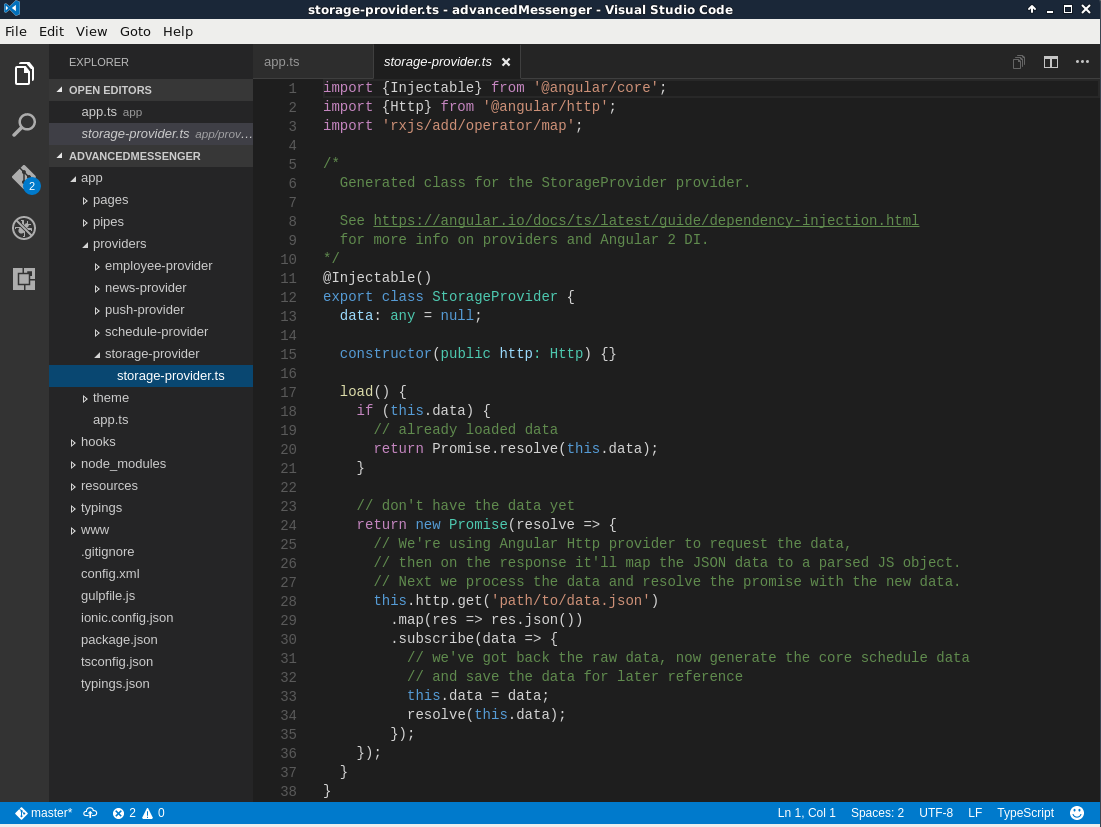 storage-provider.ts - advancedMessenger - Visual Studio Code
File Edit View Goto Help
EXPLORER
OPEN EDITORS
app.ts app
storage-provider.ts app/prov...
ADVANCEDMESSENGER
app
pages
pipes
providers
employee-provider
news-provider
push-provider
schedule-provider
storage-provider
storage-provider.ts
theme
app.ts
hooks
node_modules
resources
typings
www
.gitignore
config.xml
gulpfile.js
ionic.config.json
package.json
tsconfig.json
typings.json
2
app.ts storage-provider.ts
1 import {Injectable} from '@angular/core';
2 import {Http} from '@angular/http';
3 import 'rxjs/add/operator/map';
4
5 /*
6   Generated class for the StorageProvider provider.
7
8   See https://angular.io/docs/ts/latest/guide/dependency-injection.html
9   for more info on providers and Angular 2 DI.
10 */
11 @Injectable()
12 export class StorageProvider {
13   data: any = null;
14
15   constructor(public http: Http) {}
16
17   load() {
18     if (this.data) {
19       // already loaded data
20       return Promise.resolve(this.data);
21     }
22
23     // don't have the data yet
24     return new Promise(resolve => {
25       // We're using Angular Http provider to request the data,
26       // then on the response it'll map the JSON data to a parsed JS object.
27       // Next we process the data and resolve the promise with the new data.
28       this.http.get('path/to/data.json')
29         .map(res => res.json())
30         .subscribe(data => {
31           // we've got back the raw data, now generate the core schedule data
32           // and save the data for later reference
33           this.data = data;
34           resolve(this.data);
35         });
36     });
37   }
38 }
master* 2 0 Ln 1, Col 1 Spaces: 2 UTF-8 LF TypeScript